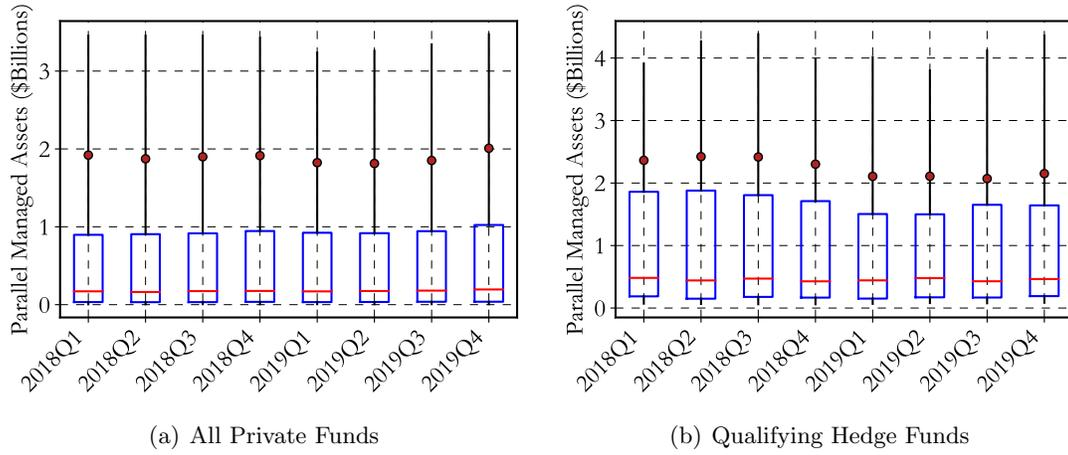 Parallel Managed Assets ($Billions)
3
2
1
0
2018Q1
2018Q2
2018Q3
2018Q4
2019Q1
2019Q2
2019Q3
2019Q4
(a) All Private Funds
Parallel Managed Assets ($Billions)
4
3
2
1
0
2018Q1
2018Q2
2018Q3
2018Q4
2019Q1
2019Q2
2019Q3
2019Q4
(b) Qualifying Hedge Funds